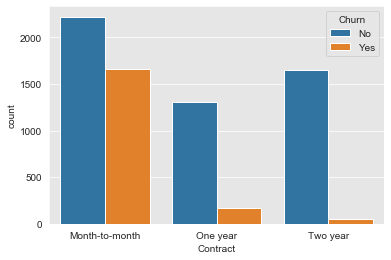 Churn
No
Yes
2000
1500
1000
500
0
count
Month-to-month
One year
Two year
Contract